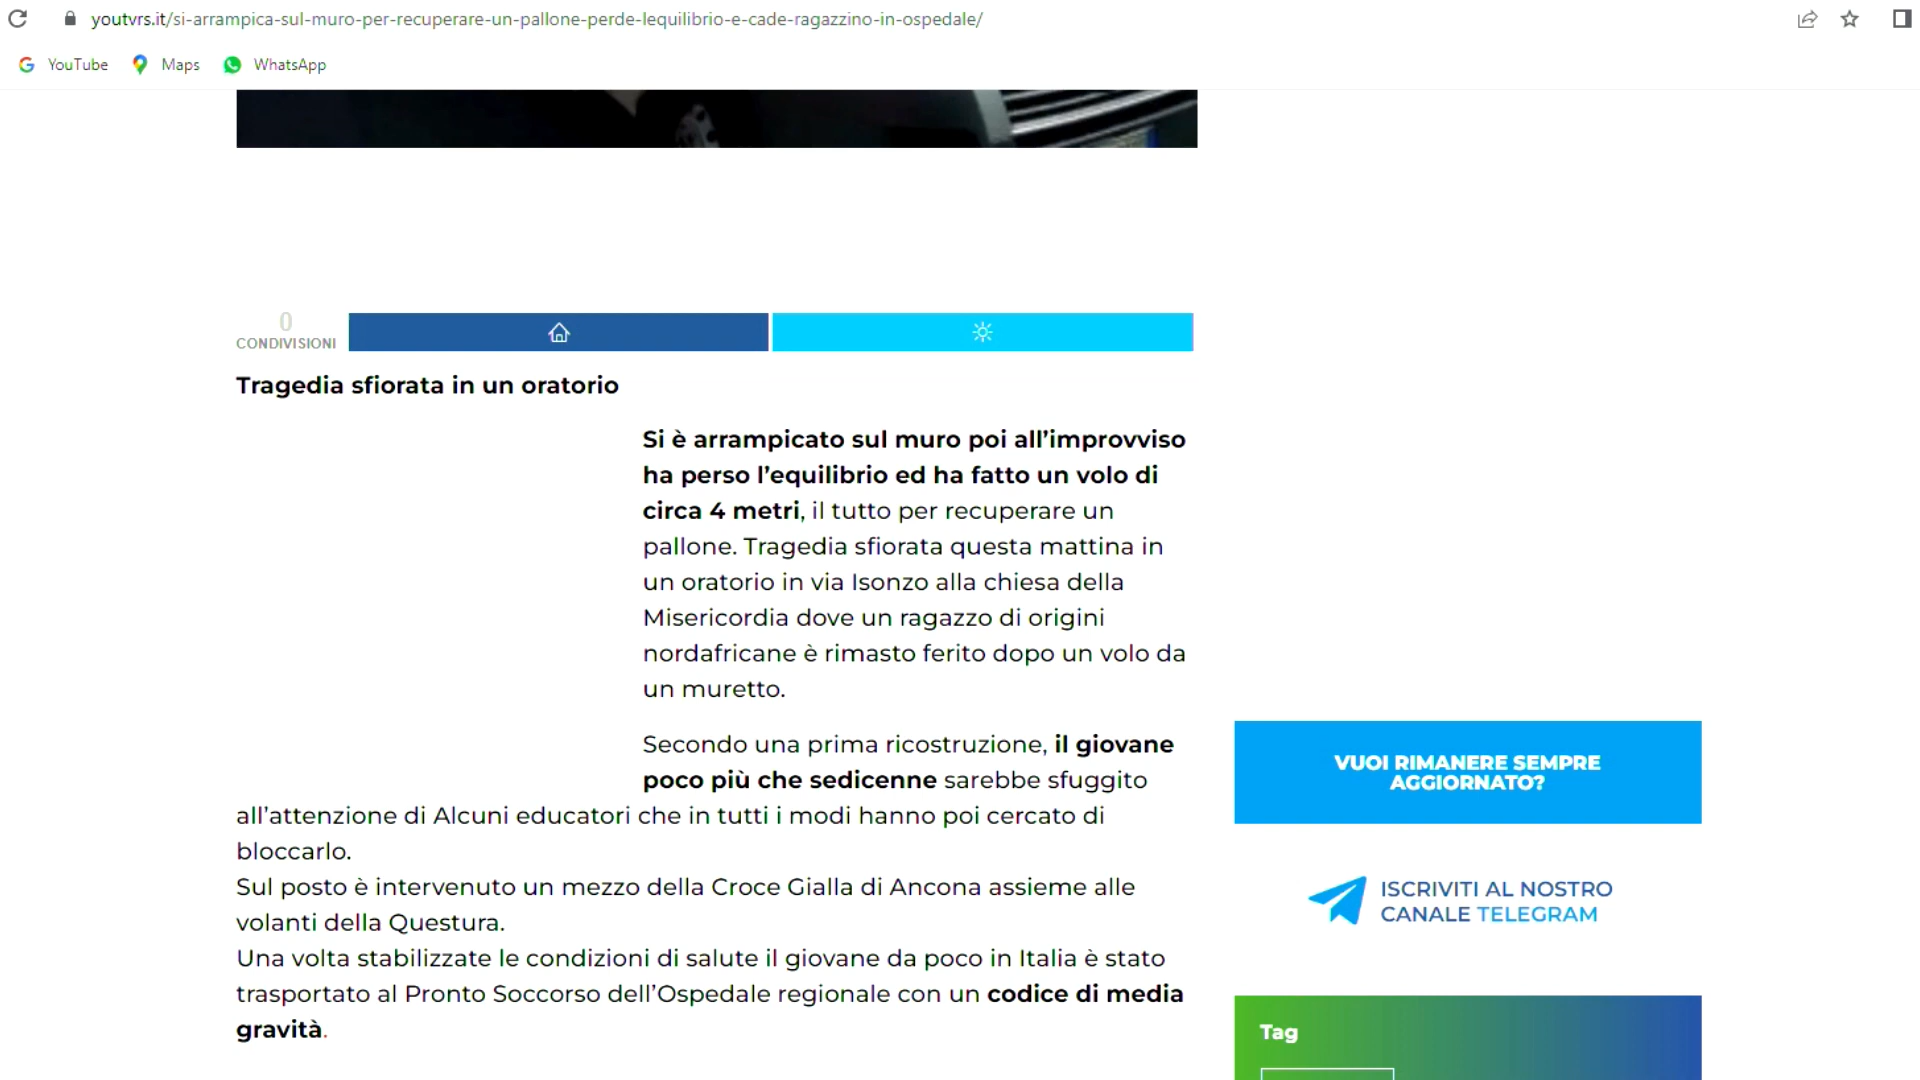 youtvrs.it/si-arrampica-sul-muro-per-recuperare-un-pallone-perde-lequilibrio-e-cade-ragazzino-in-ospedale/
YouTube Maps WhatsApp
0
CONDIVISIONI
Tragedia sfiorata in un oratorio
Si è arrampicato sul muro poi all’improvviso
ha perso l’equilibrio ed ha fatto un volo di
circa 4 metri, il tutto per recuperare un
pallone. Tragedia sfiorata questa mattina in
un oratorio in via Isonzo alla chiesa della
Misericordia dove un ragazzo di origini
nordafricane è rimasto ferito dopo un volo da
un muretto.
Secondo una prima ricostruzione, il giovane
poco più che sedicenne sarebbe sfuggito
all’attenzione di Alcuni educatori che in tutti i modi hanno poi cercato di
bloccarlo.
Sul posto è intervenuto un mezzo della Croce Gialla di Ancona assieme alle
volanti della Questura.
Una volta stabilizzate le condizioni di salute il giovane da poco in Italia è stato
trasportato al Pronto Soccorso dell’Ospedale regionale con un codice di media
gravità.
VUOI RIMANERE SEMPRE
AGGIORNATO?
ISCRIVITI AL NOSTRO
CANALE TELEGRAM
Tag